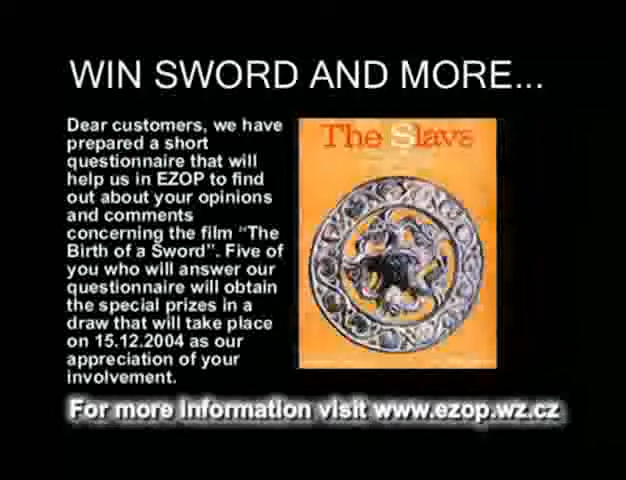 WIN SWORD AND MORE...
Dear customers, we have
prepared a short
questionnaire that will
help us in EZOP to find
out about your opinions
and comments
concerning the film “The
Birth of a Sword”. Five of
you who will answer our
questionnaire will obtain
the special prizes in a
draw that will take place
on 15.12.2004 as our
appreciation of your
involvement.
The Slavs
For more information visit www.ezop.wz.cz